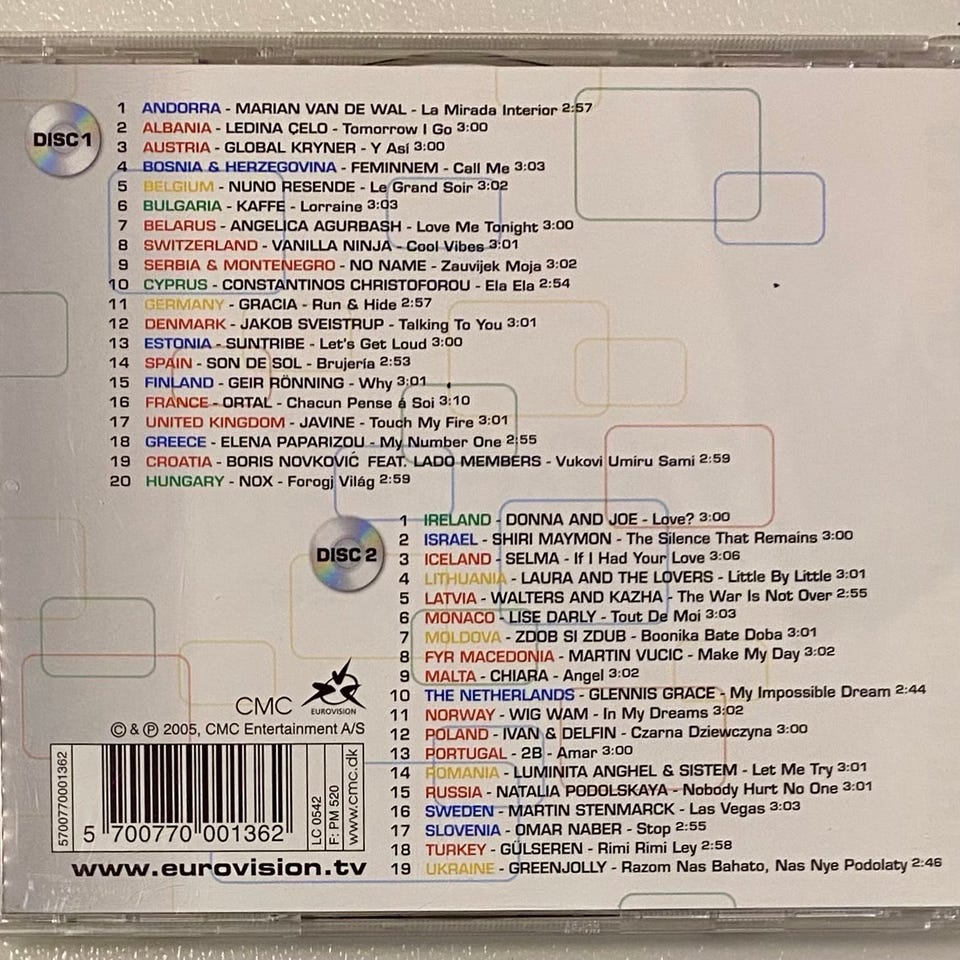 DISC 1
1 ANDORRA - MARIAN VAN DE WAL - La Mirada Interior 2:57
2 ALBANIA - LEDINA ÇELO - Tomorrow I Go 3:00
3 AUSTRIA - GLOBAL KRYNER - Y Así 3:00
4 BOSNIA & HERZEGOVINA - FEMINNEM - Call Me 3:03
5 BELGIUM - NUNO RESENDE - Le Grand Soir 3:02
6 BULGARIA - KAFFE - Lorraine 3:03
7 BELARUS - ANGELICA AGURBASH - Love Me Tonight 3:00
8 SWITZERLAND - VANILLA NINJA - Cool Vibes 3:01
9 SERBIA & MONTENEGRO - NO NAME - Zauvijek Moja 3:02
10 CYPRUS - CONSTANTINOS CHRISTOFOROU - Ela Ela 2:54
11 GERMANY - GRACIA - Run & Hide 2:57
12 DENMARK - JAKOB SVEISTRUP - Talking To You 3:01
13 ESTONIA - SUNTRIBE - Let's Get Loud 3:00
14 SPAIN - SON DE SOL - Brujería 2:53
15 FINLAND - GEIR RÖNNING - Why 3:01
16 FRANCE - ORTAL - Chacun Pense á Soi 3:10
17 UNITED KINGDOM - JAVINE - Touch My Fire 3:01
18 GREECE - ELENA PAPARIZOU - My Number One 2:55
19 CROATIA - BORIS NOVKOVIĆ FEAT. LADO MEMBERS - Vukovi Umiru Sami 2:59
20 HUNGARY - NOX - Forogj Világ 2:59
DISC 2
1 IRELAND - DONNA AND JOE - Love? 3:00
2 ISRAEL - SHIRI MAYMON - The Silence That Remains 3:00
3 ICELAND - SELMA - If I Had Your Love 3:06
4 LITHUANIA - LAURA AND THE LOVERS - Little By Little 3:01
5 LATVIA - WALTERS AND KAZHA - The War Is Not Over 2:55
6 MONACO - LISE DARLY - Tout De Moi 3:03
7 MOLDOVA - ZDOB SI ZDUB - Boonika Bate Doba 3:01
8 FYR MACEDONIA - MARTIN VUCIC - Make My Day 3:02
9 MALTA - CHIARA - Angel 3:02
10 THE NETHERLANDS - GLENNIS GRACE - My Impossible Dream 2:44
11 NORWAY - WIG WAM - In My Dreams 3:02
12 POLAND - IVAN & DELFIN - Czarna Dziewczyna 3:00
13 PORTUGAL - 2B - Amar 3:00
14 ROMANIA - LUMINITA ANGHEL & SISTEM - Let Me Try 3:01
15 RUSSIA - NATALIA PODOLSKAYA - Nobody Hurt No One 3:01
16 SWEDEN - MARTIN STENMARCK - Las Vegas 3:03
17 SLOVENIA - OMAR NABER - Stop 2:55
18 TURKEY - GÜLSEREN - Rimi Rimi Ley 2:58
19 UKRAINE - GREENJOLLY - Razom Nas Bahato, Nas Nye Podolaty 2:46
CMC
EUROVISION
© & ℗ 2005, CMC Entertainment A/S
5700770001362
5 700770 001362
LC 0542
F: PM 520
www.cmc.dk
www.eurovision.tv